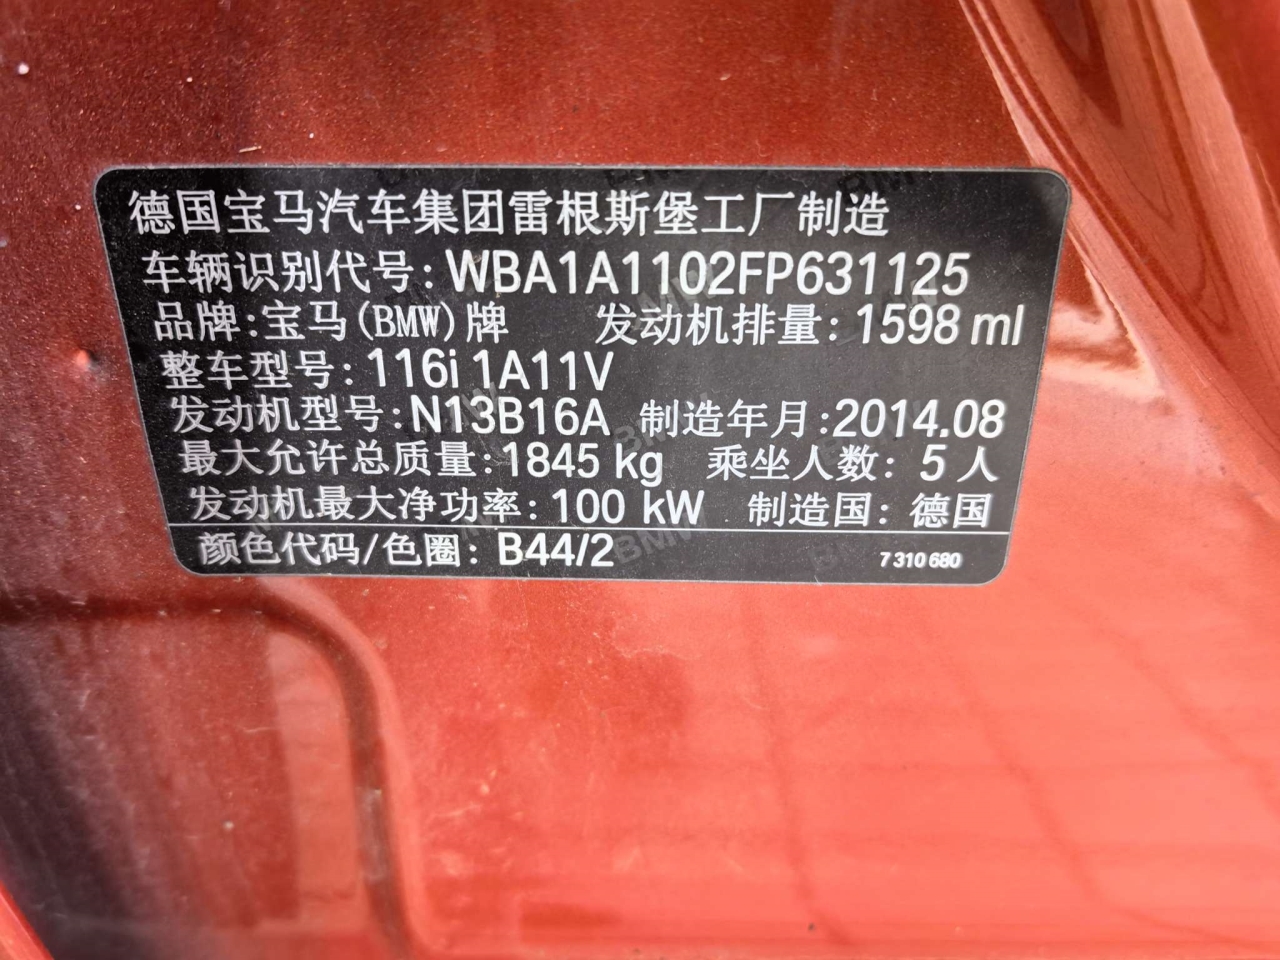 德国宝马汽车集团雷根斯堡工厂制造
车辆识别代号: WBA1A1102FP631125
品牌: 宝马(BMW)牌 发动机排量: 1598 ml
整车型号: 116i 1A11V
发动机型号: N13B16A 制造年月: 2014.08
最大允许总质量: 1845 kg 乘坐人数: 5 人
发动机最大净功率: 100 kW 制造国: 德国
颜色代码/色圈: B44/2 7 310 680